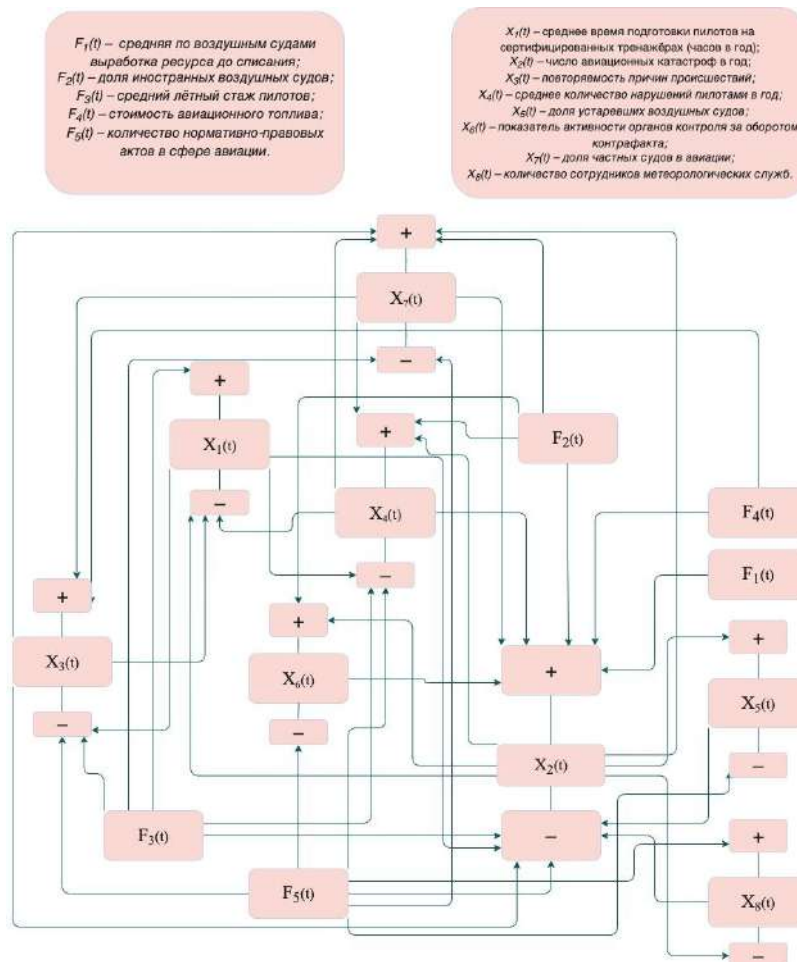 F₁(t) – средняя по воздушным судами
выработка ресурса до списания;
F₂(t) – доля иностранных воздушных судов;
F₃(t) – средний лётный стаж пилотов;
F₄(t) – стоимость авиационного топлива;
F₅(t) – количество нормативно-правовых
актов в сфере авиации.
X₁(t) – среднее время подготовки пилотов на
сертифицированных тренажёрах (часов в год);
X₂(t) – число авиационных катастроф в год;
X₃(t) – повторяемость причин происшествий;
X₄(t) – среднее количество нарушений пилотами в год;
X₅(t) – доля устаревших воздушных судов;
X₆(t) – показатель активности органов контроля за оборотом
контрафакта;
X₇(t) – доля частных судов в авиации;
X₈(t) – количество сотрудников метеорологических служб.
+
X₇(t)
–
+
X₁(t)
–
+
X₄(t)
–
F₂(t)
F₄(t)
F₁(t)
+
X₃(t)
–
+
X₆(t)
–
+
X₂(t)
–
+
X₅(t)
–
F₃(t)
F₅(t)
+
X₈(t)
–